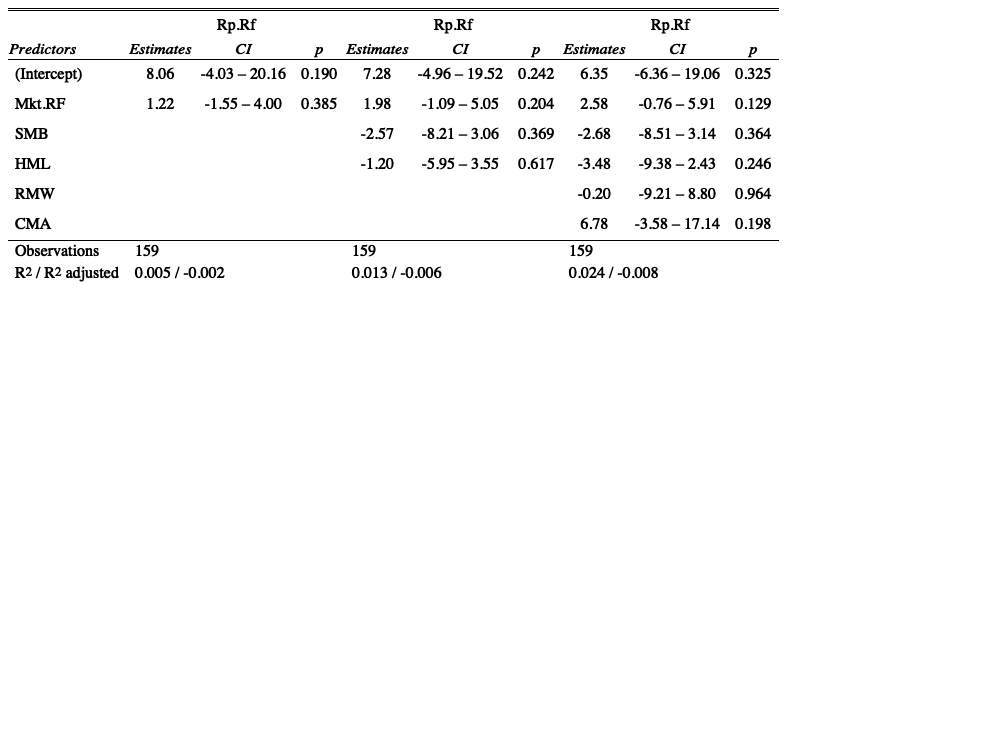 Rp.Rf Rp.Rf Rp.Rf
Predictors Estimates CI p Estimates CI p Estimates CI p
(Intercept) 8.06 -4.03 – 20.16 0.190 7.28 -4.96 – 19.52 0.242 6.35 -6.36 – 19.06 0.325
Mkt.RF 1.22 -1.55 – 4.00 0.385 1.98 -1.09 – 5.05 0.204 2.58 -0.76 – 5.91 0.129
SMB -2.57 -8.21 – 3.06 0.369 -2.68 -8.51 – 3.14 0.364
HML -1.20 -5.95 – 3.55 0.617 -3.48 -9.38 – 2.43 0.246
RMW -0.20 -9.21 – 8.80 0.964
CMA 6.78 -3.58 – 17.14 0.198
Observations 159 159 159
R2 / R2 adjusted 0.005 / -0.002 0.013 / -0.006 0.024 / -0.008